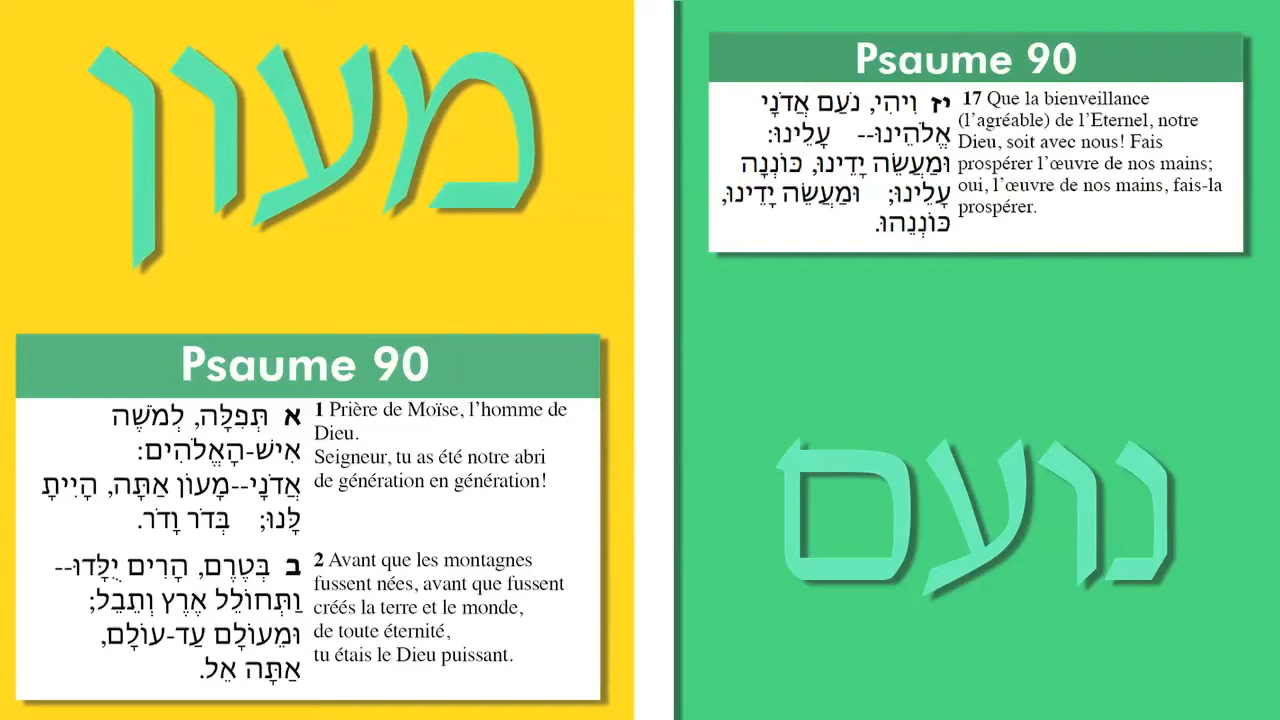 מעון
Psaume 90
א תְּפִלָּה, לְמֹשֶׁה
אִישׁ-הָאֱלֹהִים:
אֲדֹנָי--מָעוֹן אַתָּה, הָיִיתָ
לָּנוּ; בְּדֹר וָדֹר.
1 Prière de Moïse, l’homme de
Dieu.
Seigneur, tu as été notre abri
de génération en génération!
ב בְּטֶרֶם, הָרִים יֻלָּדוּ--
וַתְּחוֹלֵל אֶרֶץ וְתֵבֵל;
וּמֵעוֹלָם עַד-עוֹלָם,
אַתָּה אֵל.
2 Avant que les montagnes
fussent nées, avant que fussent
créés la terre et le monde,
de toute éternité,
tu étais le Dieu puissant.
Psaume 90
יז וִיהִי, נֹעַם אֲדֹנָי
אֱלֹהֵינוּ-- עָלֵינוּ:
וּמַעֲשֵׂה יָדֵינוּ, כּוֹנְנָה
עָלֵינוּ; וּמַעֲשֵׂה יָדֵינוּ,
כּוֹנְנֵהוּ.
17 Que la bienveillance
(l’agréable) de l’Eternel, notre
Dieu, soit avec nous! Fais
prospérer l’œuvre de nos mains;
oui, l’œuvre de nos mains, fais-la
prospérer.
נועם